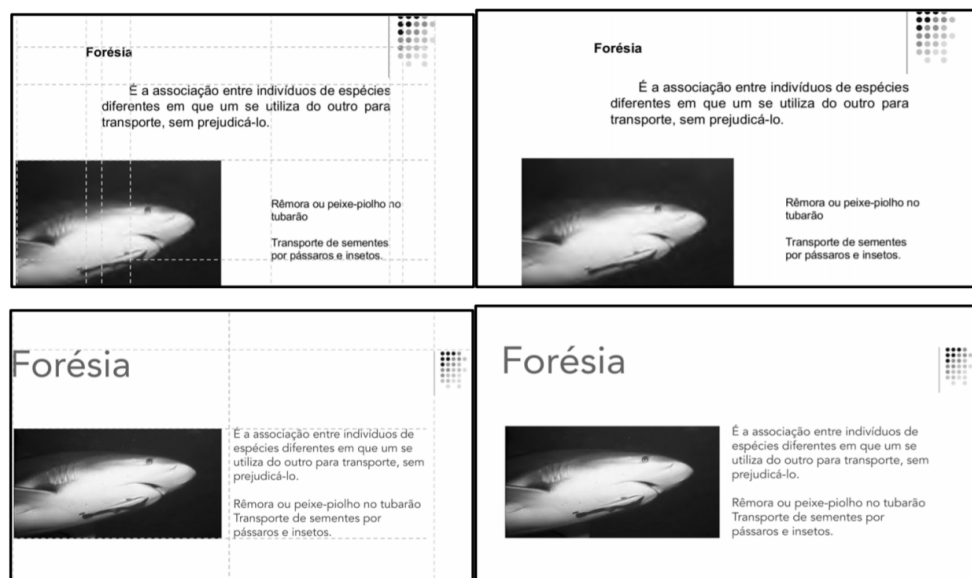 Forésia
É a associação entre indivíduos de espécies
diferentes em que um se utiliza do outro para
transporte, sem prejudicá-lo.
Rêmora ou peixe-piolho no
tubarão
Transporte de sementes
por pássaros e insetos.
Forésia
É a associação entre indivíduos de espécies
diferentes em que um se utiliza do outro para
transporte, sem prejudicá-lo.
Rêmora ou peixe-piolho no
tubarão
Transporte de sementes
por pássaros e insetos.
Forésia
É a associação entre indivíduos de
espécies diferentes em que um se
utiliza do outro para transporte, sem
prejudicá-lo.
Rêmora ou peixe-piolho no tubarão
Transporte de sementes por
pássaros e insetos.
Forésia
É a associação entre indivíduos de
espécies diferentes em que um se
utiliza do outro para transporte, sem
prejudicá-lo.
Rêmora ou peixe-piolho no tubarão
Transporte de sementes por
pássaros e insetos.